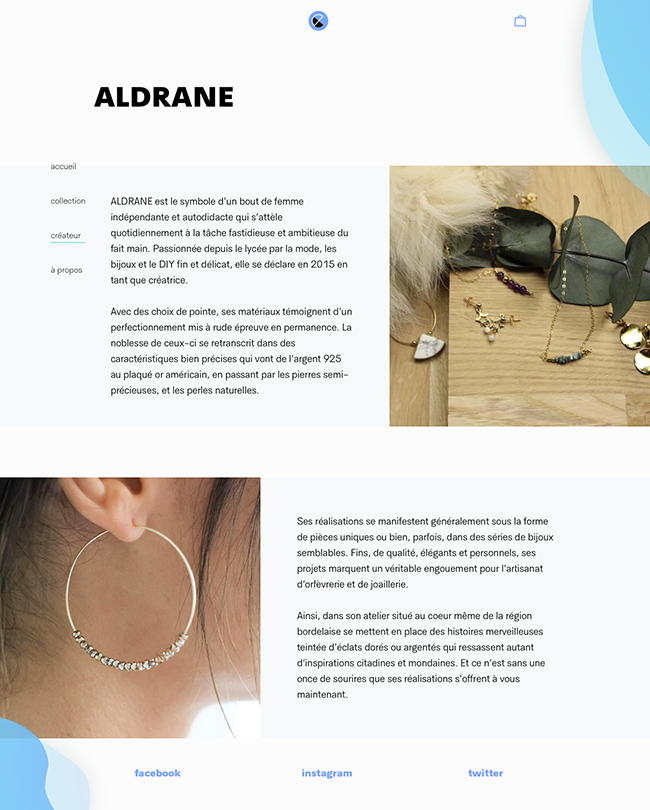 ALDRANE
accueil
collection
créateur
à propos
ALDRANE est le symbole d'un bout de femme
indépendante et autodidacte qui s'attèle
quotidiennement à la tâche fastidieuse et ambitieuse du
fait main. Passionnée depuis le lycée par la mode, les
bijoux et le DIY fin et délicat, elle se déclare en 2015 en
tant que créatrice.
Avec des choix de pointe, ses matériaux témoignent d'un
perfectionnement mis à rude épreuve en permanence. La
noblesse de ceux-ci se retranscrit dans des
caractéristiques bien précises qui vont de l'argent 925
au plaqué or américain, en passant par les pierres semi-
précieuses, et les perles naturelles.
Ses réalisations se manifestent généralement sous la forme
de pièces uniques ou bien, parfois, dans des séries de bijoux
semblables. Fins, de qualité, élégants et personnels, ses
projets marquent un véritable engouement pour l'artisanat
d'orfèvrerie et de joaillerie.
Ainsi, dans son atelier situé au coeur même de la région
bordelaise se mettent en place des histoires merveilleuses
teintée d'éclats dorés ou argentés qui ressassent autant
d'inspirations citadines et mondaines. Et ce n'est sans une
once de sourires que ses réalisations s'offrent à vous
maintenant.
facebook
instagram
twitter